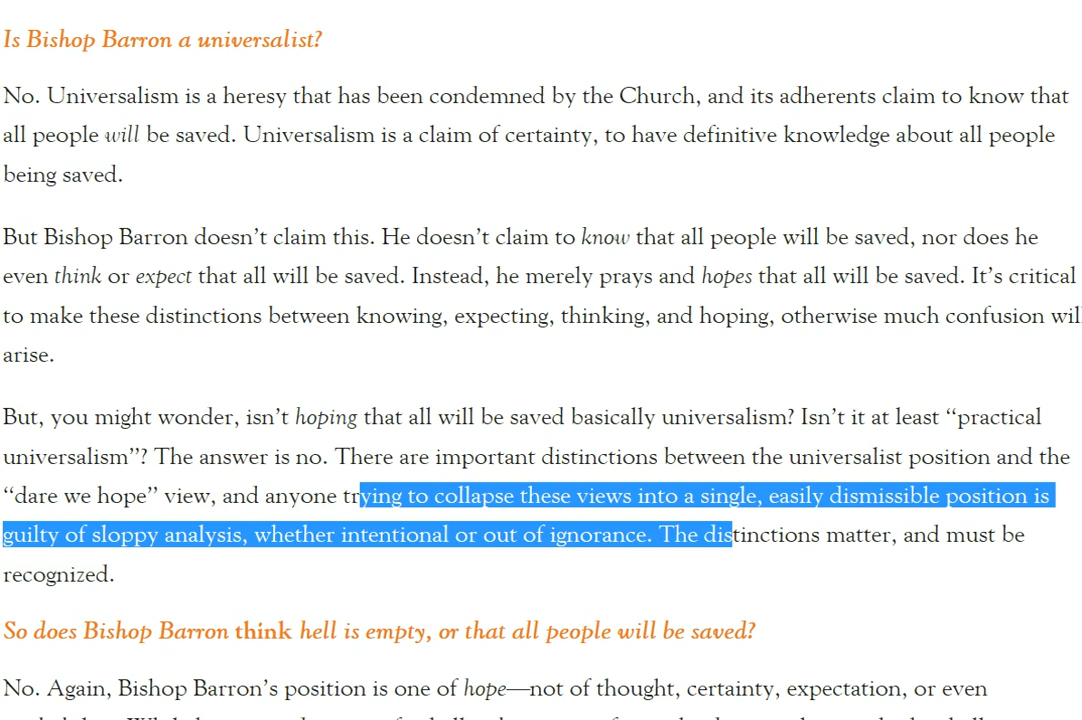 Is Bishop Barron a universalist?
No. Universalism is a heresy that has been condemned by the Church, and its adherents claim to know that
all people will be saved. Universalism is a claim of certainty, to have definitive knowledge about all people
being saved.
But Bishop Barron doesn’t claim this. He doesn’t claim to know that all people will be saved, nor does he
even think or expect that all will be saved. Instead, he merely prays and hopes that all will be saved. It’s critical
to make these distinctions between knowing, expecting, thinking, and hoping, otherwise much confusion will
arise.
But, you might wonder, isn’t hoping that all will be saved basically universalism? Isn’t it at least “practical
universalism”? The answer is no. There are important distinctions between the universalist position and the
“dare we hope” view, and anyone trying to collapse these views into a single, easily dismissible position is
guilty of sloppy analysis, whether intentional or out of ignorance. The distinctions matter, and must be
recognized.
So does Bishop Barron think hell is empty, or that all people will be saved?
No. Again, Bishop Barron’s position is one of hope—not of thought, certainty, expectation, or even